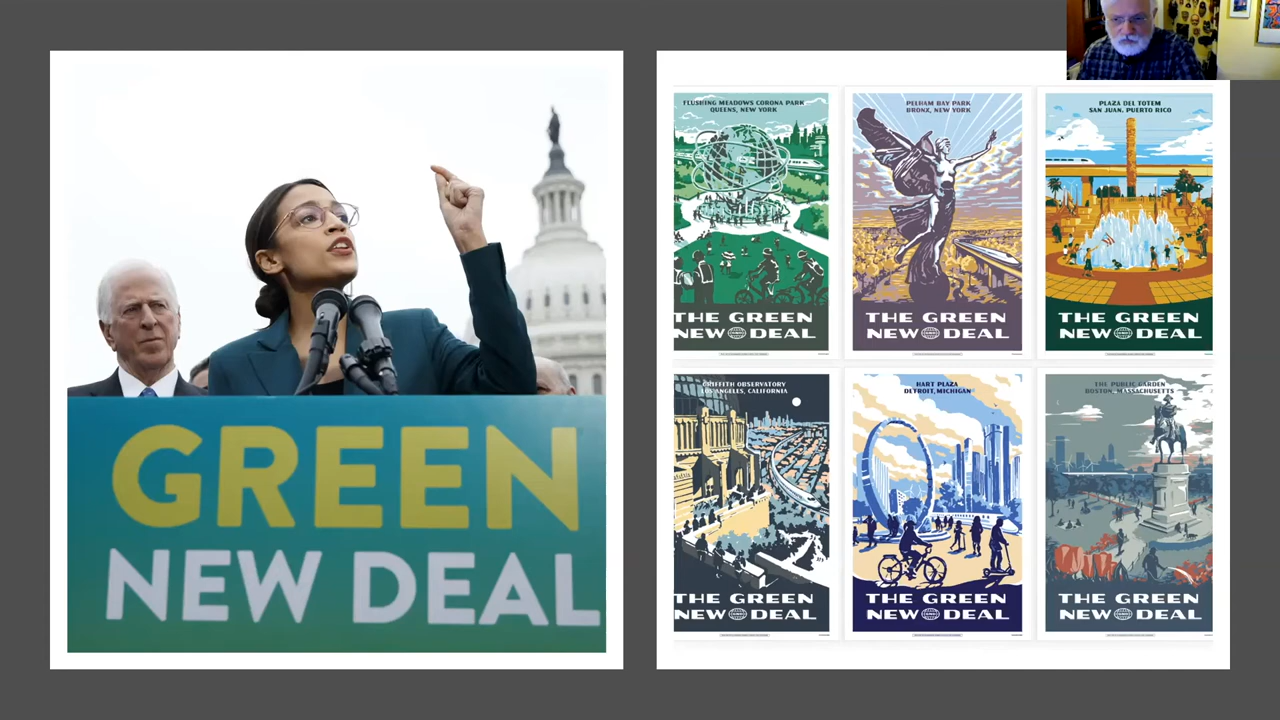 GREEN
NEW DEAL
FLUSHING MEADOWS CORONA PARK
QUEENS, NEW YORK
THE GREEN
NEW DEAL
PELHAM BAY PARK
BRONX, NEW YORK
THE GREEN
NEW DEAL
PLAZA DEL TOTEM
SAN JUAN, PUERTO RICO
THE GREEN
NEW DEAL
GRIFFITH OBSERVATORY
LOS ANGELES, CALIFORNIA
THE GREEN
NEW DEAL
HART PLAZA
DETROIT, MICHIGAN
THE GREEN
NEW DEAL
THE PUBLIC GARDEN
BOSTON, MASSACHUSETTS
THE GREEN
NEW DEAL